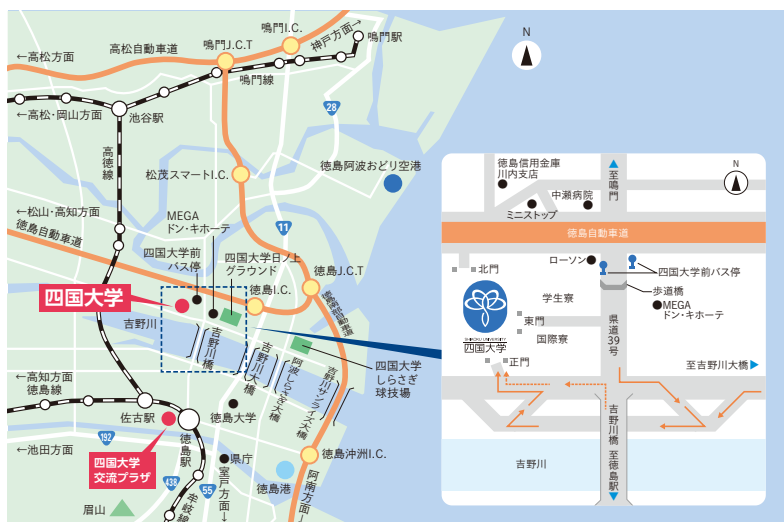 鳴門I.C.
神戸方面→
鳴門駅
←高松方面
高松自動車道
鳴門J.C.T
鳴門線
N
←高松・岡山方面
池谷駅
28
高徳線
松茂スマートI.C.
徳島阿波おどり空港
MEGA
ドン・キホーテ
←松山・高知方面
徳島自動車道
11
四国大学前
バス停
四国大学日ノ上
グラウンド
徳島J.C.T
徳島I.C.
四国大学
徳島南部自動車道
吉野川
吉野川橋
吉野川大橋
阿波しらさぎ大橋
吉野川サンライズ大橋
四国大学
しらさぎ
球技場
←高知方面
徳島線
佐古駅
徳島大学
徳島駅
192
←池田方面
四国大学
交流プラザ
県庁
徳島沖洲I.C.
438
55
室戸方面→
徳島港
阿南方面→
眉山
牟岐線
徳島信用金庫
川内支店
中瀬病院
ミニストップ
至鳴門
N
徳島自動車道
ローソン
四国大学前バス停
北門
歩道橋
学生寮
MEGA
ドン・キホーテ
東門
県道39号
SHIKOKU UNIVERSITY
四国大学
国際寮
正門
至吉野川大橋
吉野川橋
吉野川
至徳島駅